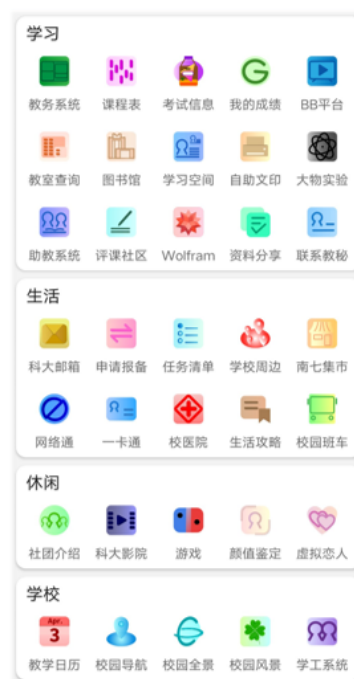 学习
教务系统 课程表 考试信息 我的成绩 BB平台
教室查询 图书馆 学习空间 自助文印 大物实验
助教系统 评课社区 Wolfram 资料分享 联系教秘
生活
科大邮箱 申请报备 任务清单 学校周边 南七集市
网络通 一卡通 校医院 生活攻略 校园班车
休闲
社团介绍 科大影院 游戏 颜值鉴定 虚拟恋人
学校
Apr.
3
教学日历 校园导航 校园全景 校园风景 学工系统